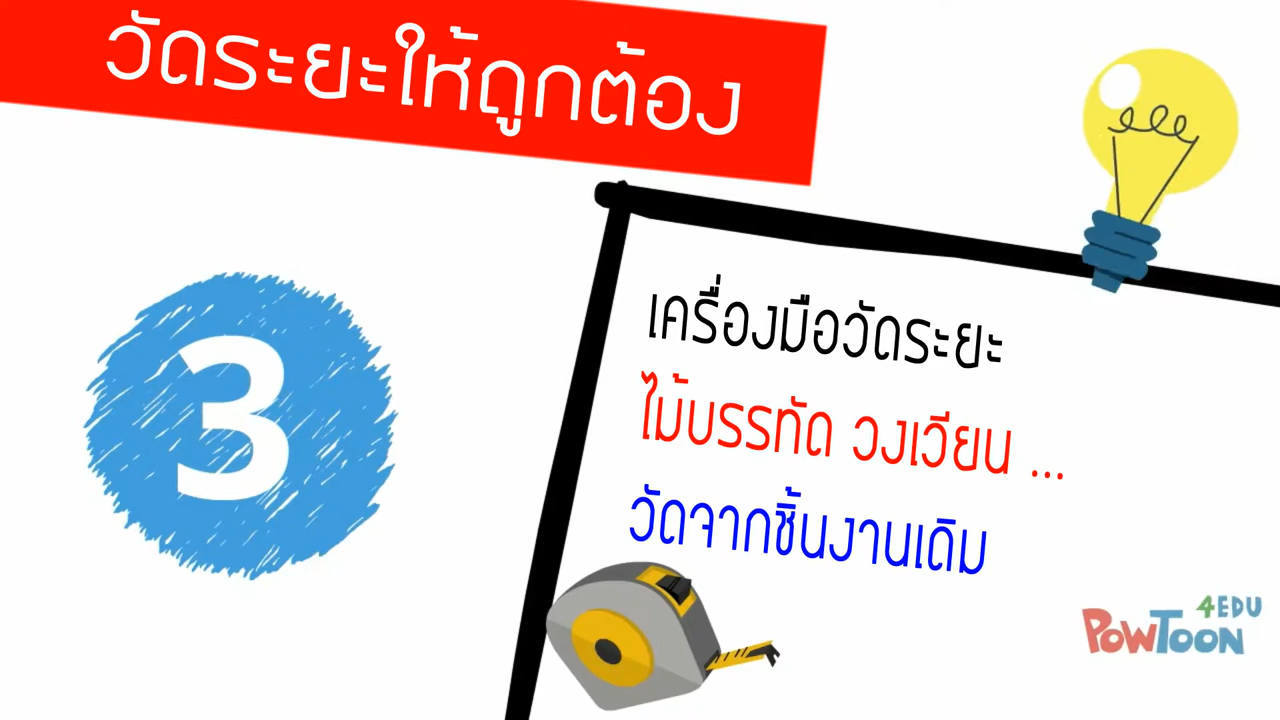 วัดระยะให้ถูกต้อง
3
เครื่องมือวัดระยะ
ไม้บรรทัด วงเวียน ...
วัดจากชิ้นงานเดิม
4EDU
POWTOON